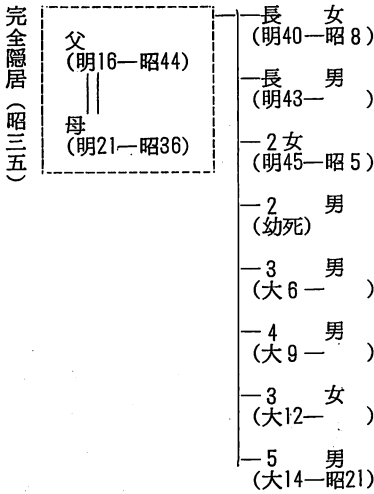 完全隠居（昭三五）
父
(明16―昭44)
母
(明21―昭36)
長　女
(明40―昭8)
長　男
(明43―　)
2女
(明45―昭5)
2　男
(幼死)
3　男
(大6―　)
4　男
(大9―　)
3　女
(大12―　)
5　男
(大14―昭21)